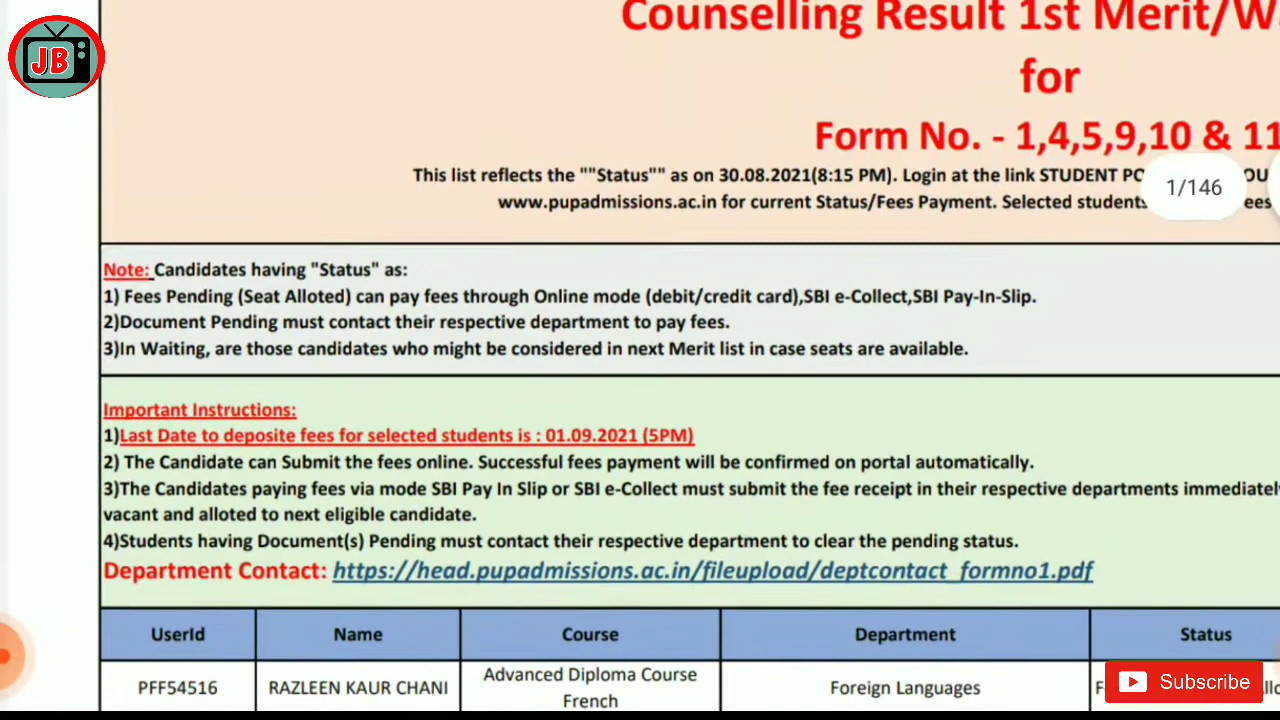 JB
Counselling Result 1st Merit/W
for
Form No. - 1,4,5,9,10 & 11
This list reflects the ""Status"" as on 30.08.2021(8:15 PM). Login at the link STUDENT
1/146
www.pupadmissions.ac.in for current Status/Fees Payment. Selected students
Note: Candidates having "Status" as:
1) Fees Pending (Seat Alloted) can pay fees through Online mode (debit/credit card),SBI e-Collect,SBI Pay-In-Slip.
2)Document Pending must contact their respective department to pay fees.
3)In Waiting, are those candidates who might be considered in next Merit list in case seats are available.
Important Instructions:
1)Last Date to deposite fees for selected students is : 01.09.2021 (5PM)
2) The Candidate can Submit the fees online. Successful fees payment will be confirmed on portal automatically.
3)The Candidates paying fees via mode SBI Pay In Slip or SBI e-Collect must submit the fee receipt in their respective departments immediatel
vacant and alloted to next eligible candidate.
4)Students having Document(s) Pending must contact their respective department to clear the pending status.
Department Contact: https://head.pupadmissions.ac.in/fileupload/deptcontact_formno1.pdf
UserId Name Course Department Status
PFF54516 RAZLEEN KAUR CHANI Advanced Diploma Course Foreign Languages
French
Subscribe